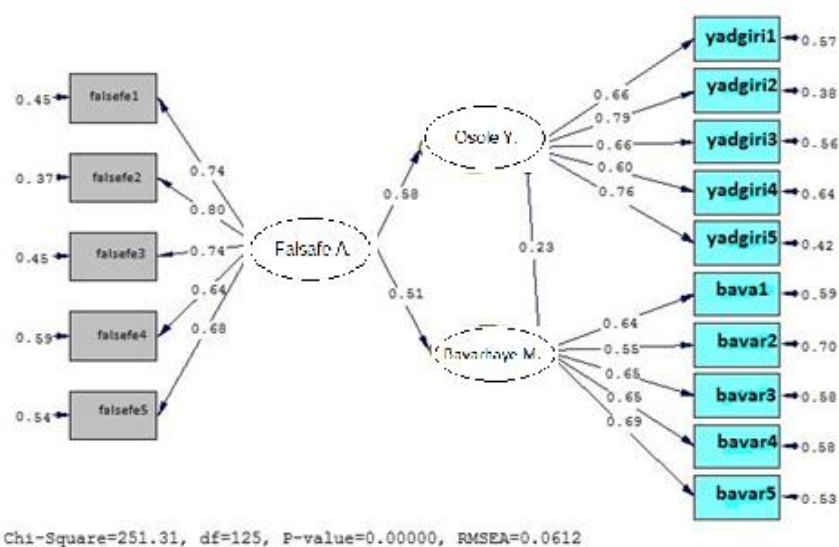 yadgiri1
0.57
0.45
falsefe1
0.66
yadgiri2
0.38
0.79
Osole Y.
0.74
0.66
yadgiri3
0.56
0.37
falsefe2
0.60
yadgiri4
0.64
0.80
0.58
0.76
0.45
falsefe3
0.74
Falsafe A.
0.23
yadgiri5
0.42
0.64
0.51
bava1
0.59
0.59
falsefe4
0.68
0.64
Bavarhaye M.
0.55
bavar2
0.70
0.65
bavar3
0.58
0.54
falsefe5
0.65
0.69
bavar4
0.58
bavar5
0.53
Chi-Square=251.31, df=125, P-value=0.00000, RMSEA=0.0612